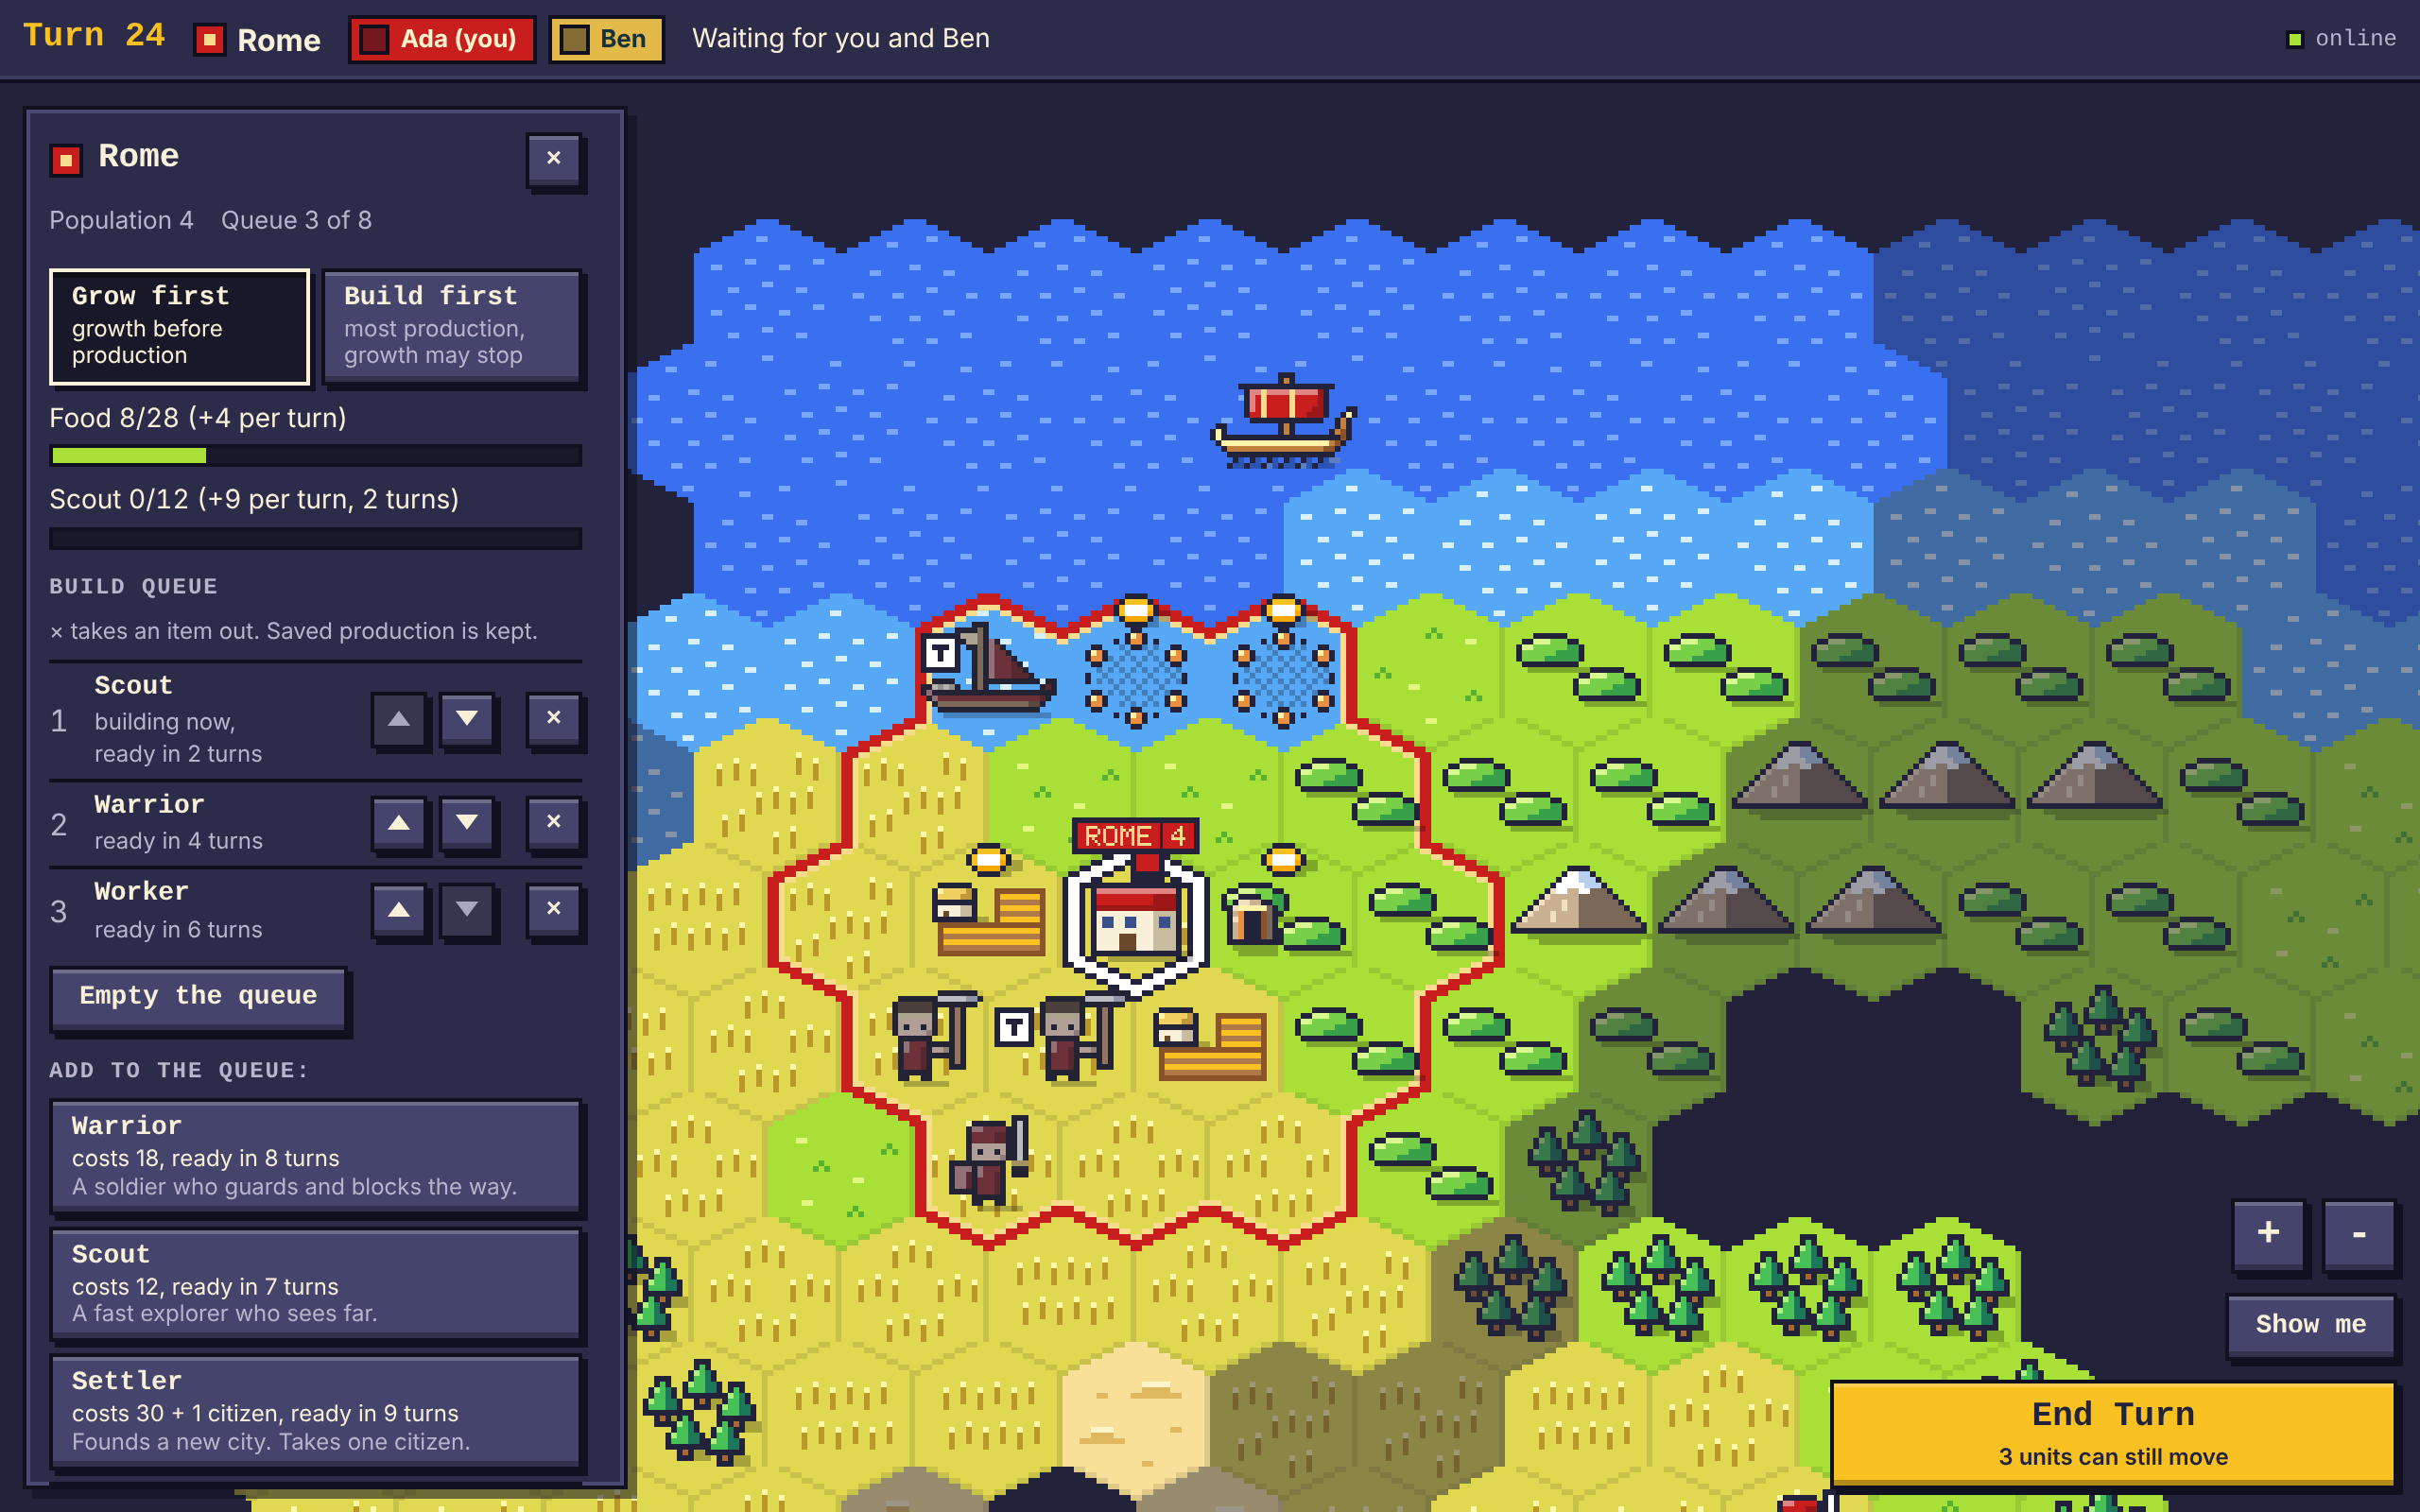 Turn 24
Rome
Ada (you)
Ben
Waiting for you and Ben
online
Rome
×
Population 4 Queue 3 of 8
Grow first
growth before
production
Build first
most production,
growth may stop
Food 8/28 (+4 per turn)
Scout 0/12 (+9 per turn, 2 turns)
BUILD QUEUE
× takes an item out. Saved production is kept.
1
Scout
building now,
ready in 2 turns
×
2
Warrior
ready in 4 turns
×
3
Worker
ready in 6 turns
×
Empty the queue
ADD TO THE QUEUE:
Warrior
costs 18, ready in 8 turns
A soldier who guards and blocks the way.
Scout
costs 12, ready in 7 turns
A fast explorer who sees far.
Settler
costs 30 + 1 citizen, ready in 9 turns
Founds a new city. Takes one citizen.
T
ROME 4
T
+
-
Show me
End Turn
3 units can still move